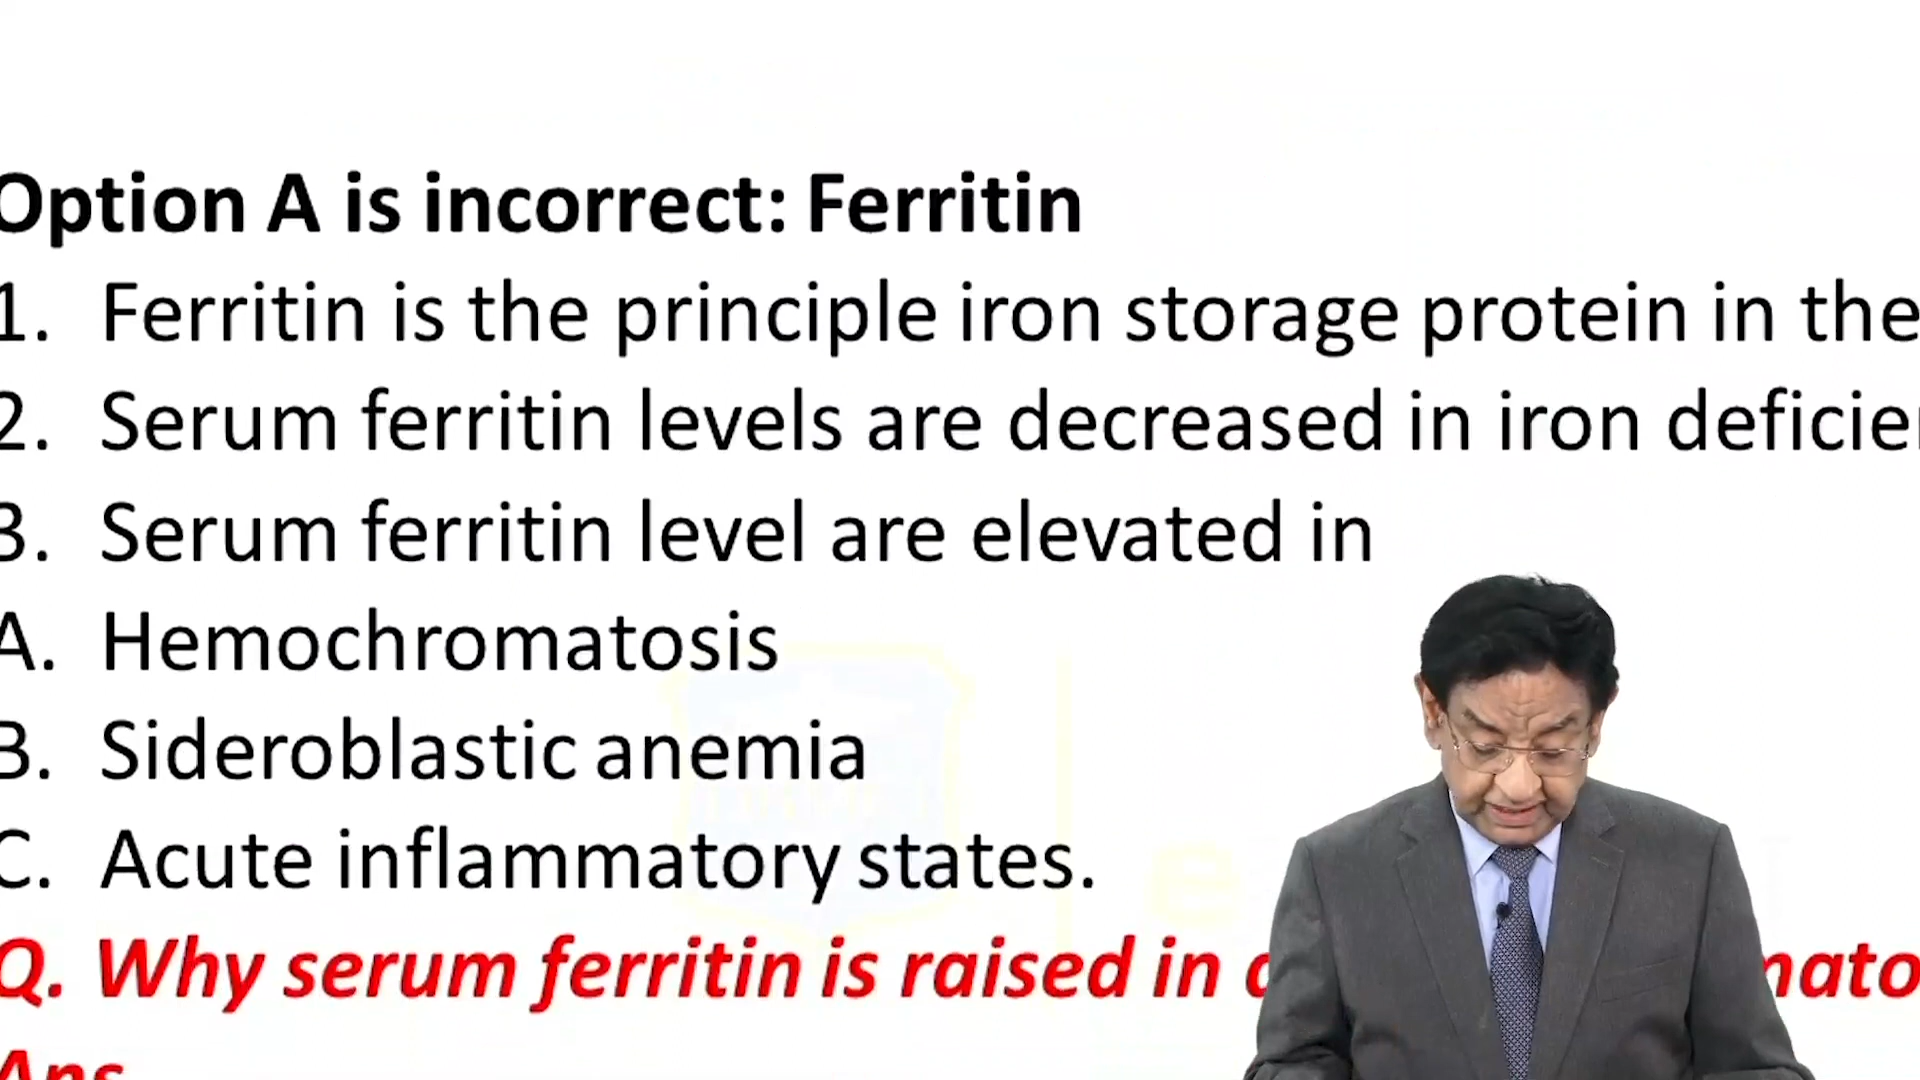 Option A is incorrect: Ferritin
1. Ferritin is the principle iron storage protein in the
2. Serum ferritin levels are decreased in iron
3. Serum ferritin level are elevated in
A. Hemochromatosis
B. Sideroblastic anemia
C. Acute inflammatory states.
Q. Why serum ferritin is raised in
Ans